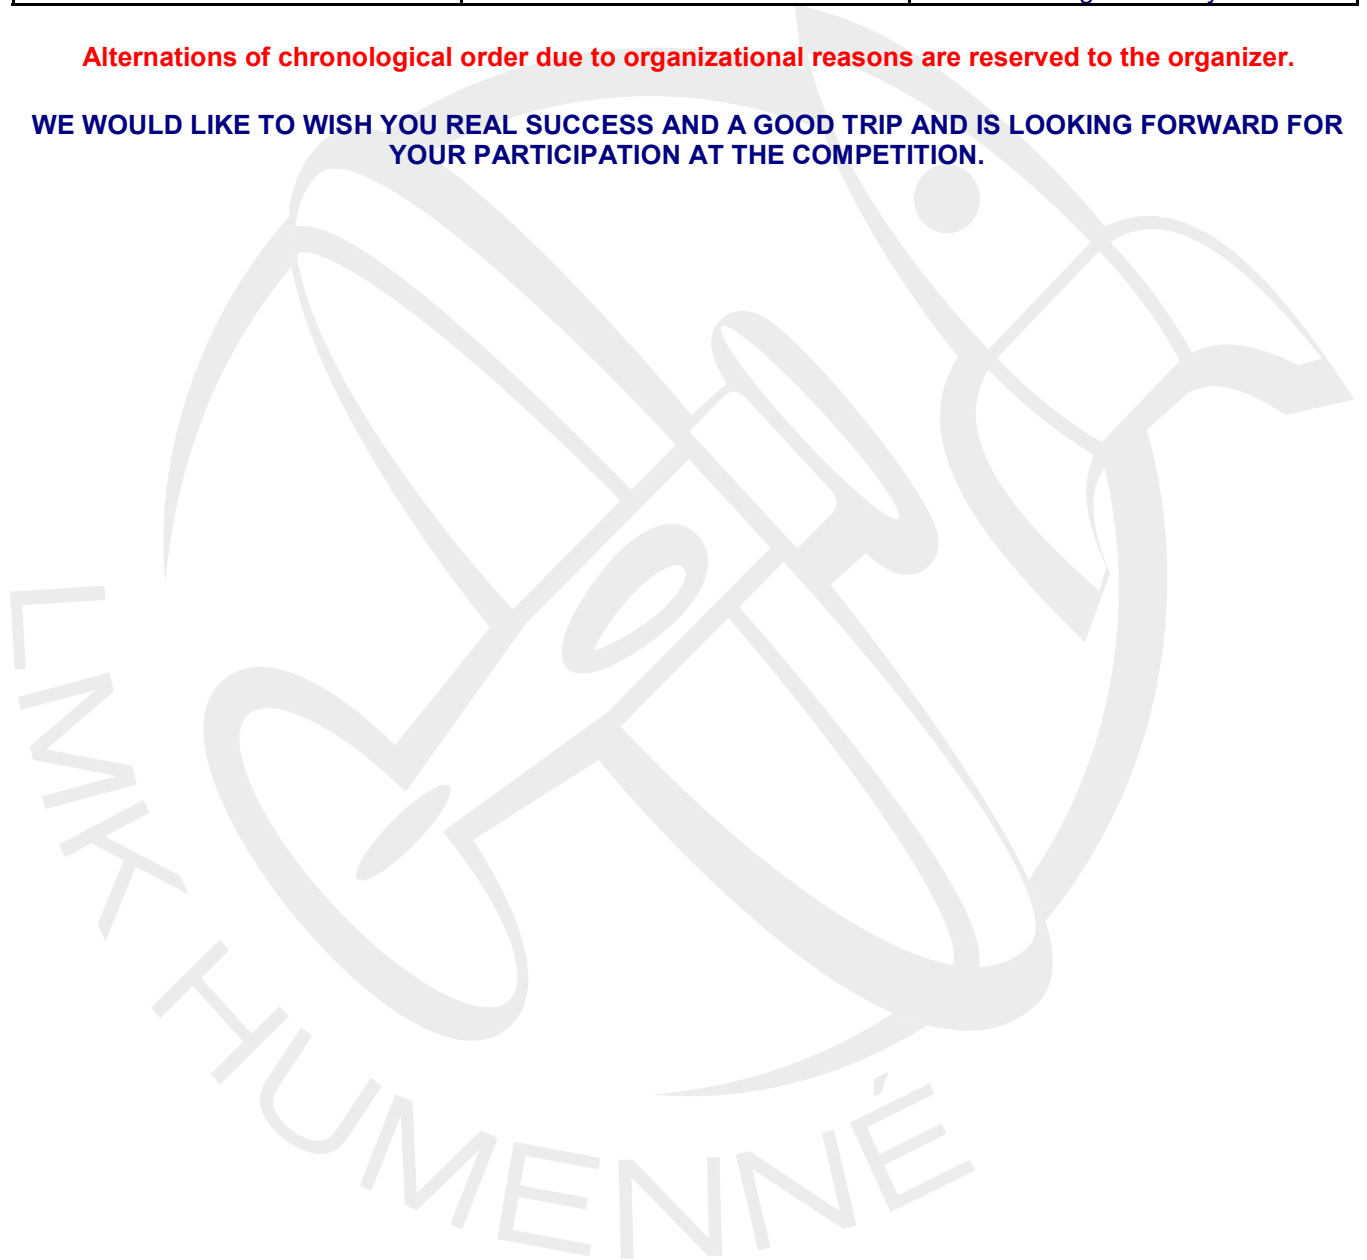 Alternations of chronological order due to organizational reasons are reserved to the organizer.
WE WOULD LIKE TO WISH YOU REAL SUCCESS AND A GOOD TRIP AND IS LOOKING FORWARD FOR
YOUR PARTICIPATION AT THE COMPETITION.
LMK HUMENNÉ